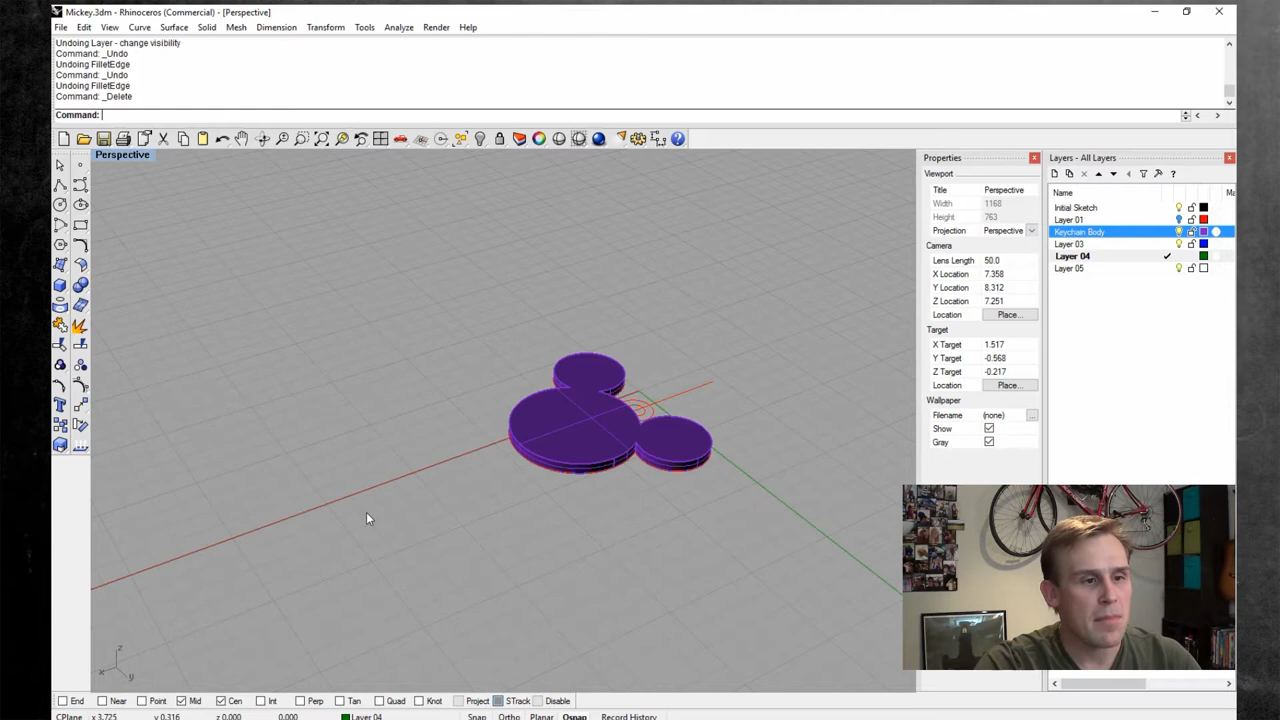 Mickey.3dm - Rhinoceros (Commercial) - [Perspective]
File Edit View Curve Surface Solid Mesh Dimension Transform Tools Analyze Render Help
Undoing Layer - change visibility
Command: _Undo
Undoing FilletEdge
Command: _Undo
Undoing FilletEdge
Command: _Delete
Command:
Perspective
Properties
Viewport
Title Perspective
Width 1168
Height 763
Projection Perspective
Camera
Lens Length 50.0
X Location 7.358
Y Location 8.312
Z Location 7.251
Location Place...
Target
X Target 1.517
Y Target -0.568
Z Target -0.217
Location Place...
Wallpaper
Filename (none) ...
Show
Gray
Layers - All Layers
Name
Initial Sketch
Layer 01
Keychain Body
Layer 03
Layer 04
Layer 05
z
x y
End Near Point Mid Cen Int Perp Tan Quad Knot Project STrack Disable
CPlane x 3.725 y 0.316 z 0.000 0.000 Layer 04 Snap Ortho Planar Osnap Record History